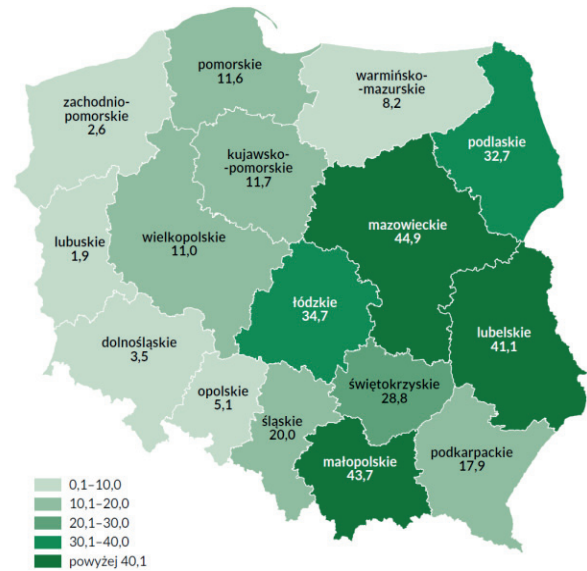 pomorskie
11,6
warmińsko-
-mazurskie
8,2
zachodnio-
pomorskie
2,6
podlaskie
32,7
kujawsko-
-pomorskie
11,7
mazowieckie
44,9
lubuskie
1,9
wielkopolskie
11,0
łódzkie
34,7
lubelskie
41,1
dolnośląskie
3,5
opolskie
5,1
świętokrzyskie
28,8
śląskie
20,0
małopolskie
43,7
podkarpackie
17,9
0,1–10,0
10,1–20,0
20,1–30,0
30,1–40,0
powyżej 40,1